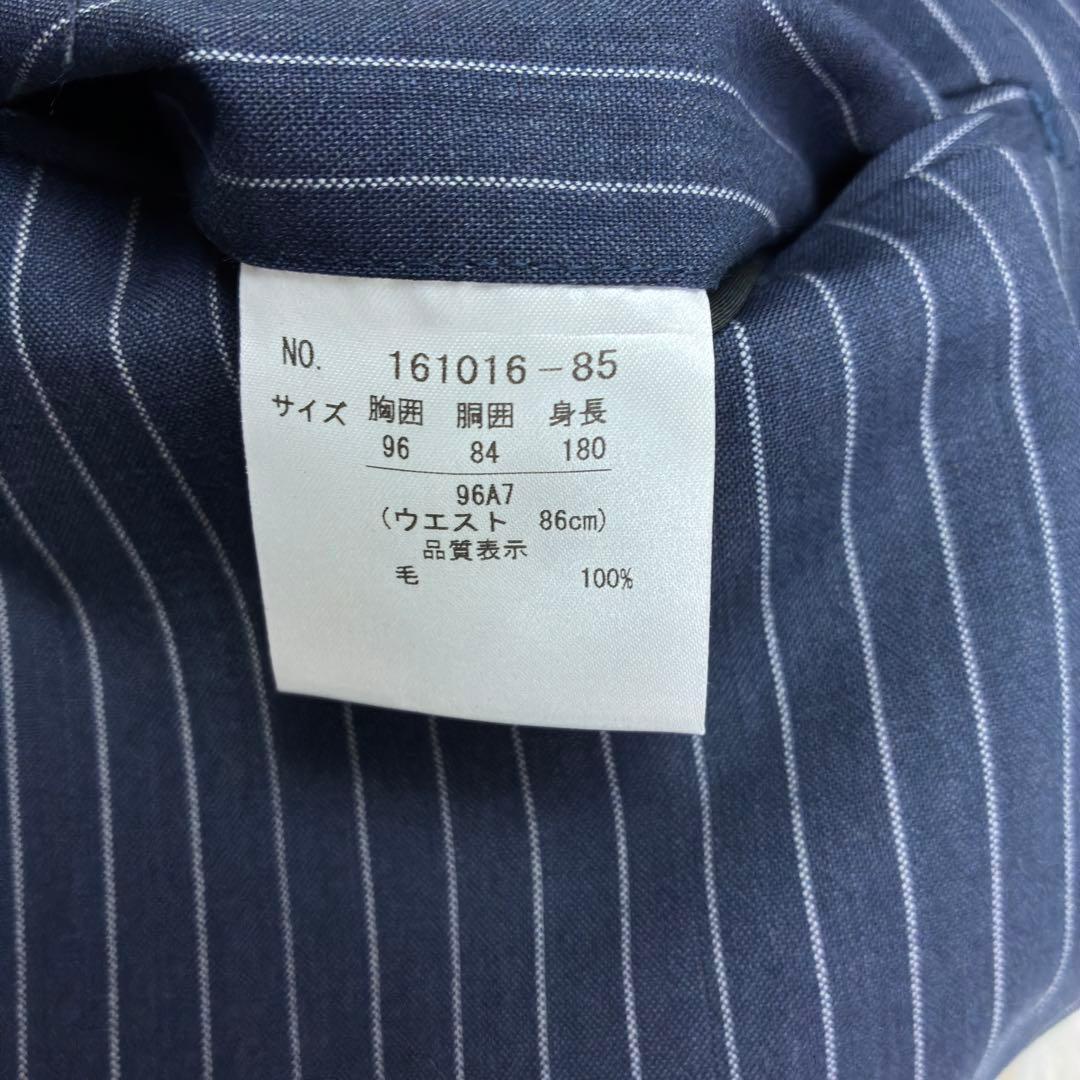 NO. 161016-85
サイズ 胸囲 胴囲 身長
96 84 180
96A7
(ウエスト 86cm)
品質表示
毛 100%